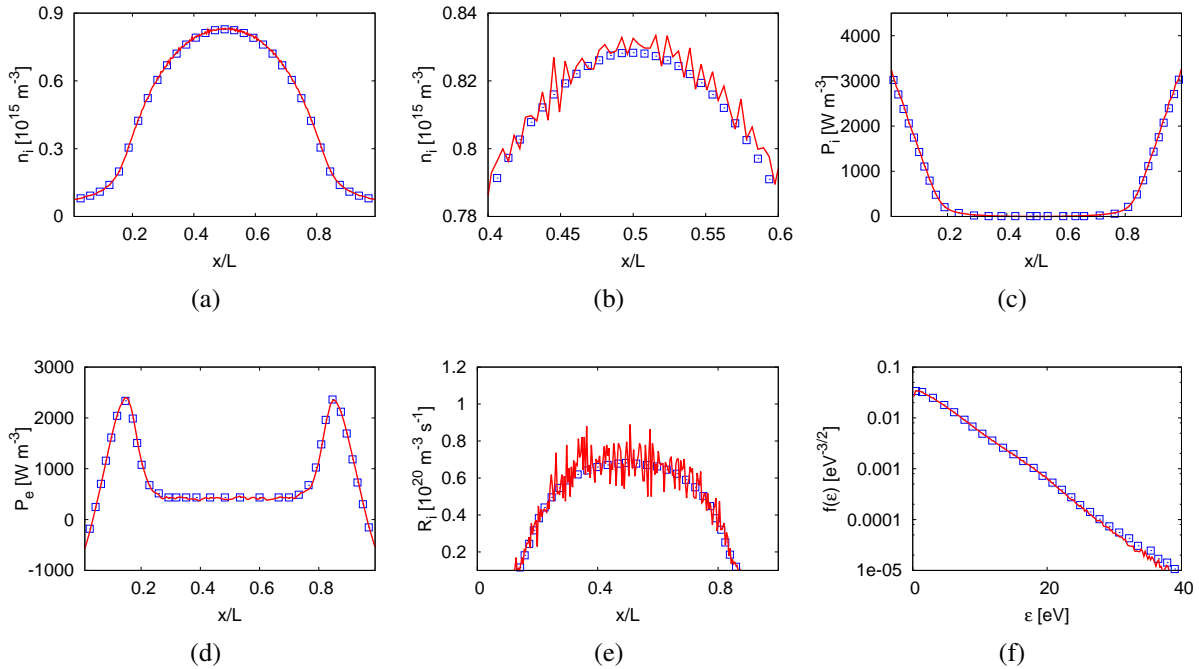 0.9
0.6
0.3
0
0.2 0.4 0.6 0.8
n_i [10^15 m^-3]
x/L
(a)
0.84
0.82
0.8
0.78
0.4 0.45 0.5 0.55 0.6
n_i [10^15 m^-3]
x/L
(b)
4000
3000
2000
1000
0
0.2 0.4 0.6 0.8
P_i [W m^-3]
x/L
(c)
3000
2000
1000
0
-1000
0.2 0.4 0.6 0.8
P_e [W m^-3]
x/L
(d)
1.2
1
0.8
0.6
0.4
0.2
0 0.4 0.8
R_i [10^20 m^-3 s^-1]
x/L
(e)
0.1
0.01
0.001
0.0001
1e-05
0 20 40
f(ε) [eV^-3/2]
ε [eV]
(f)